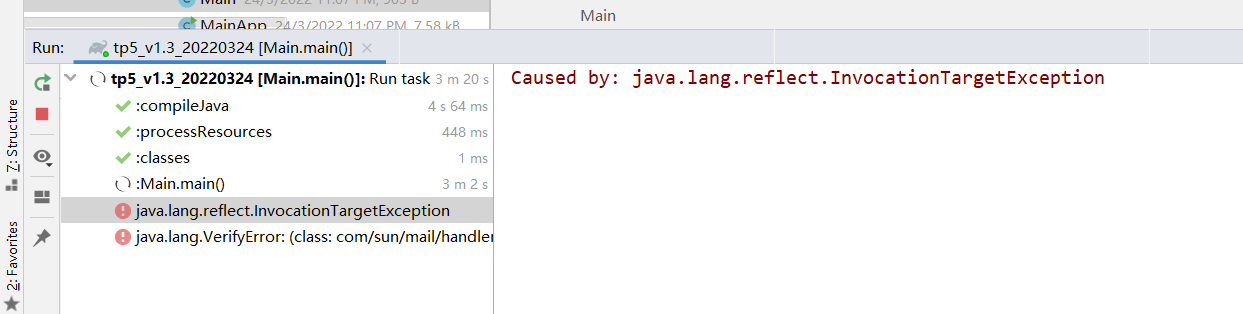 Main 24/3/2022 11:07 PM, 903 B
MainApp 24/3/2022 11:07 PM, 7.58 kB
Main
Run: tp5_v1.3_20220324 [Main.main()]
tp5_v1.3_20220324 [Main.main()]: Run task 3 m 20 s
:compileJava 4 s 64 ms
:processResources 448 ms
:classes 1 ms
:Main.main() 3 m 2 s
java.lang.reflect.InvocationTargetException
java.lang.VerifyError: (class: com/sun/mail/handler
Caused by: java.lang.reflect.InvocationTargetException
7: Structure
2: Favorites